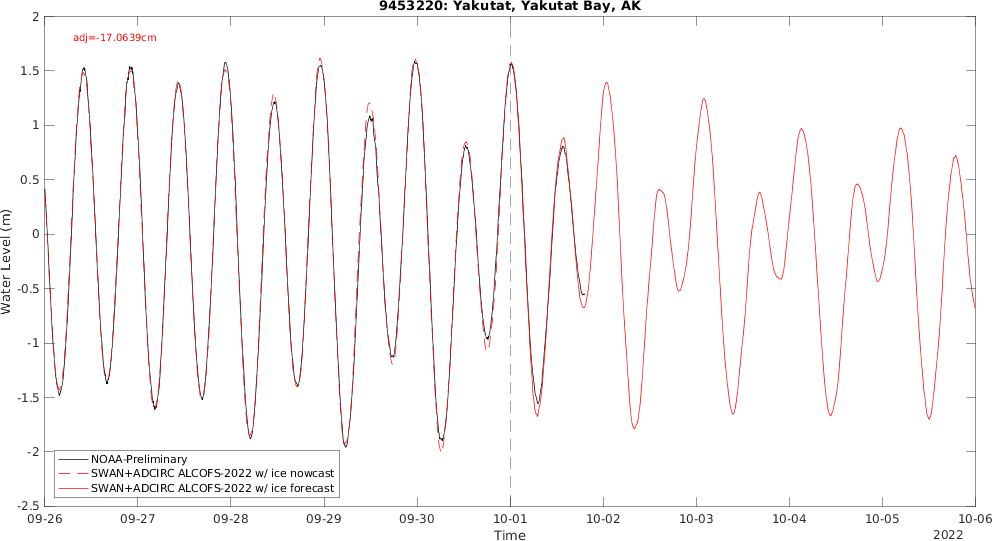 9453220: Yakutat, Yakutat Bay, AK
adj=-17.0639cm
2
1.5
1
0.5
0
-0.5
-1
-1.5
-2
-2.5
Water Level (m)
NOAA-Preliminary
SWAN+ADCIRC ALCOFS-2022 w/ ice nowcast
SWAN+ADCIRC ALCOFS-2022 w/ ice forecast
09-26 09-27 09-28 09-29 09-30 10-01 10-02 10-03 10-04 10-05 10-06
Time
2022